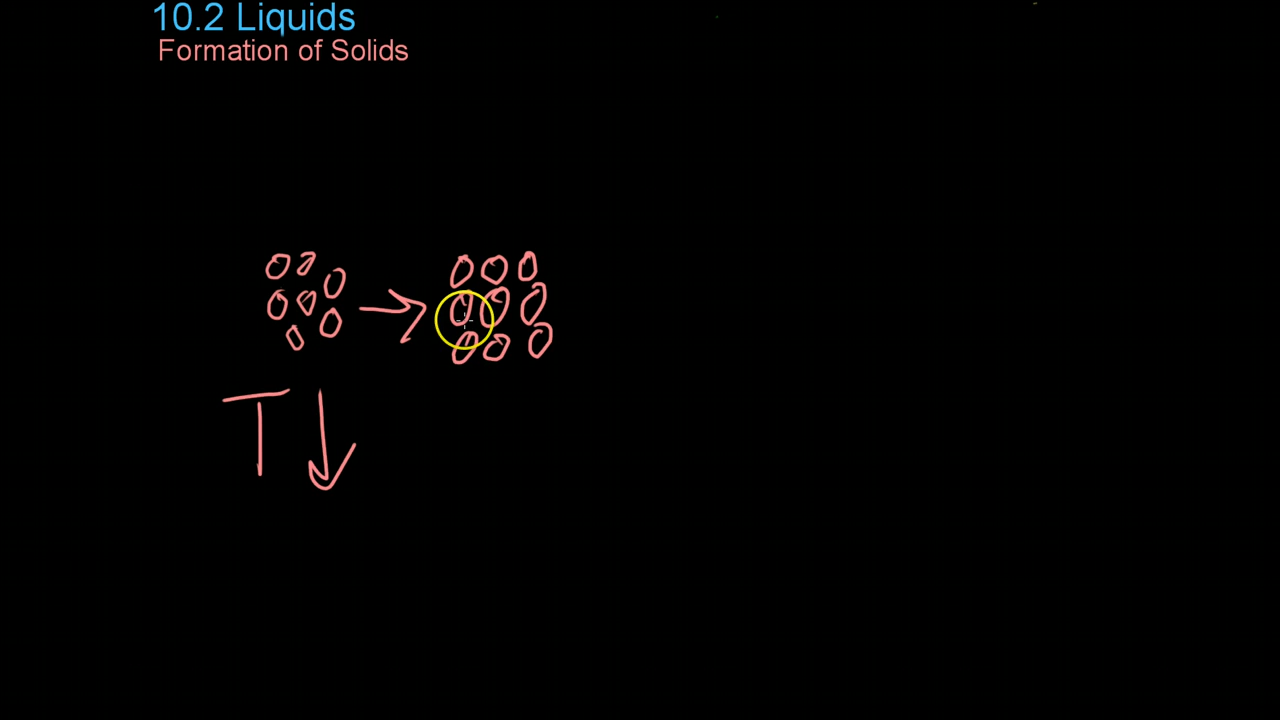 10.2 Liquids
Formation of Solids
T ↓